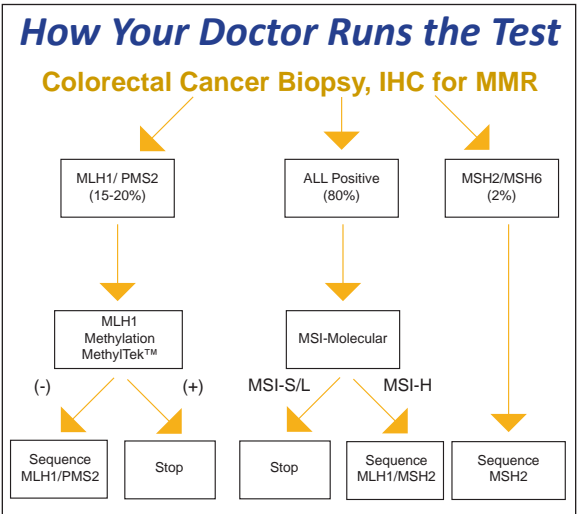 How Your Doctor Runs the Test
Colorectal Cancer Biopsy, IHC for MMR
MLH1/ PMS2
(15-20%)
ALL Positive
(80%)
MSH2/MSH6
(2%)
MLH1
Methylation
MethylTek™
MSI-Molecular
(-)
(+)
MSI-S/L
MSI-H
Sequence
MLH1/PMS2
Stop
Stop
Sequence
MLH1/MSH2
Sequence
MSH2